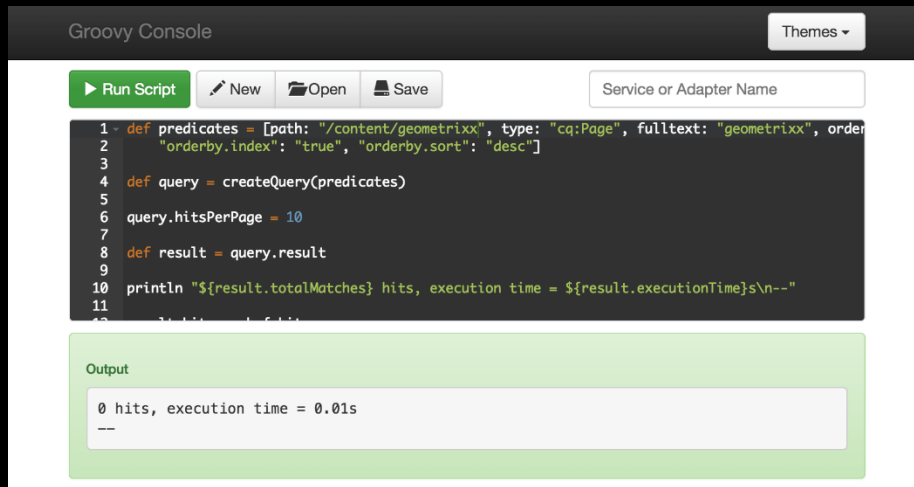 Groovy Console
Themes
Run Script New Open Save Service or Adapter Name
1 def predicates = [path: "/content/geometrixx", type: "cq:Page", fulltext: "geometrixx", order
2 "orderby.index": "true", "orderby.sort": "desc"]
3
4 def query = createQuery(predicates)
5
6 query.hitsPerPage = 10
7
8 def result = query.result
9
10 println "${result.totalMatches} hits, execution time = ${result.executionTime}s\n--"
11
Output
0 hits, execution time = 0.01s
--